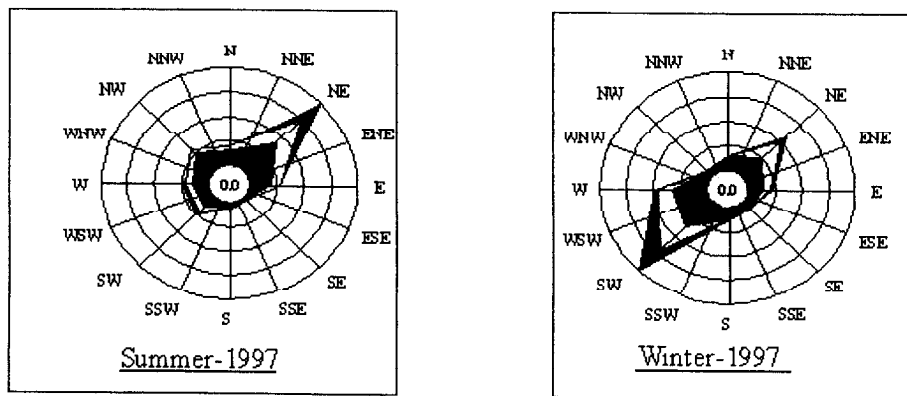 N
NNW
NNE
NW
NE
WNW
ENE
W
0.0
E
WSW
ESE
SW
SE
SSW
SSE
S
Summer-1997
N
NNW
NNE
NW
NE
WNW
ENE
W
0.0
E
WSW
ESE
SW
SE
SSW
SSE
S
Winter-1997